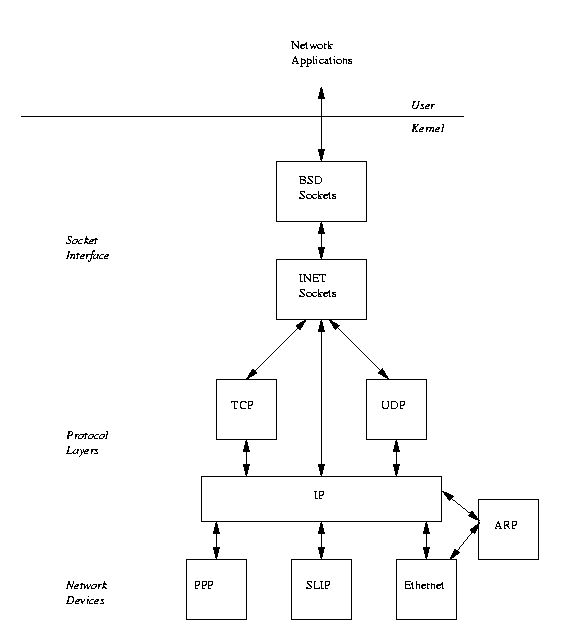 Network
Applications
User
Kernel
BSD
Sockets
Socket
Interface
INET
Sockets
TCP
UDP
Protocol
Layers
IP
ARP
PPP
SLIP
Ethernet
Network
Devices